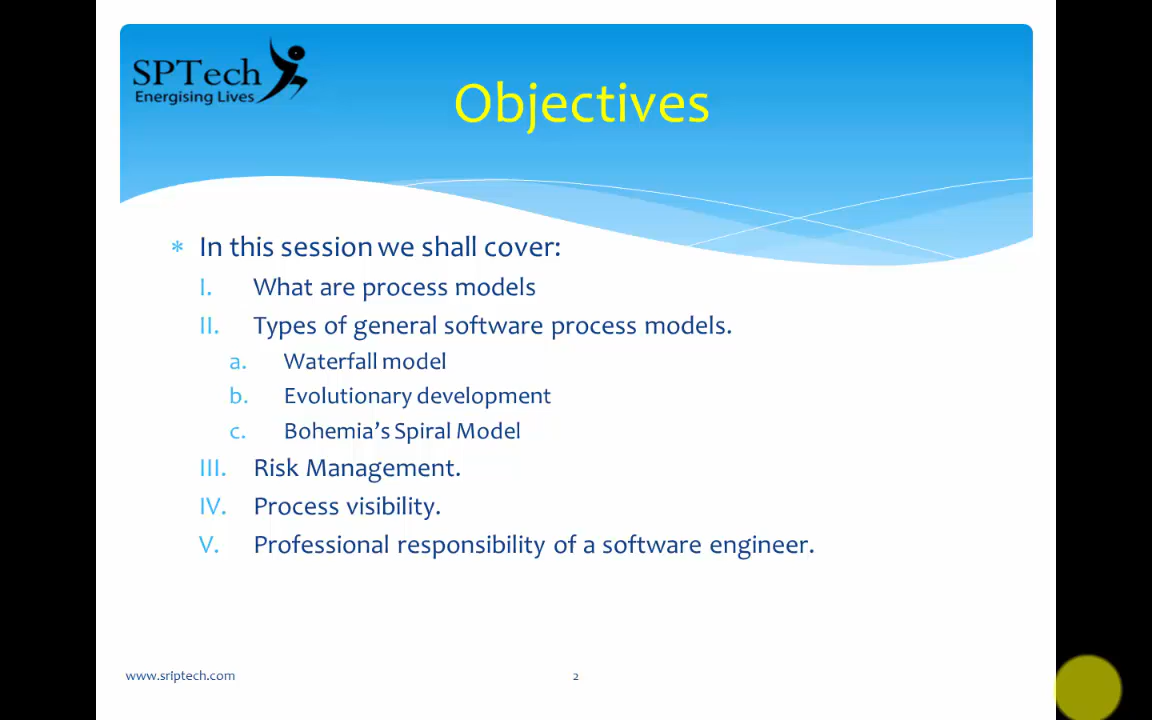 SPTech
Energising Lives
Objectives
* In this session we shall cover:
I. What are process models
II. Types of general software process models.
a. Waterfall model
b. Evolutionary development
c. Bohemia's Spiral Model
III. Risk Management.
IV. Process visibility.
V. Professional responsibility of a software engineer.
www.sriptech.com
2